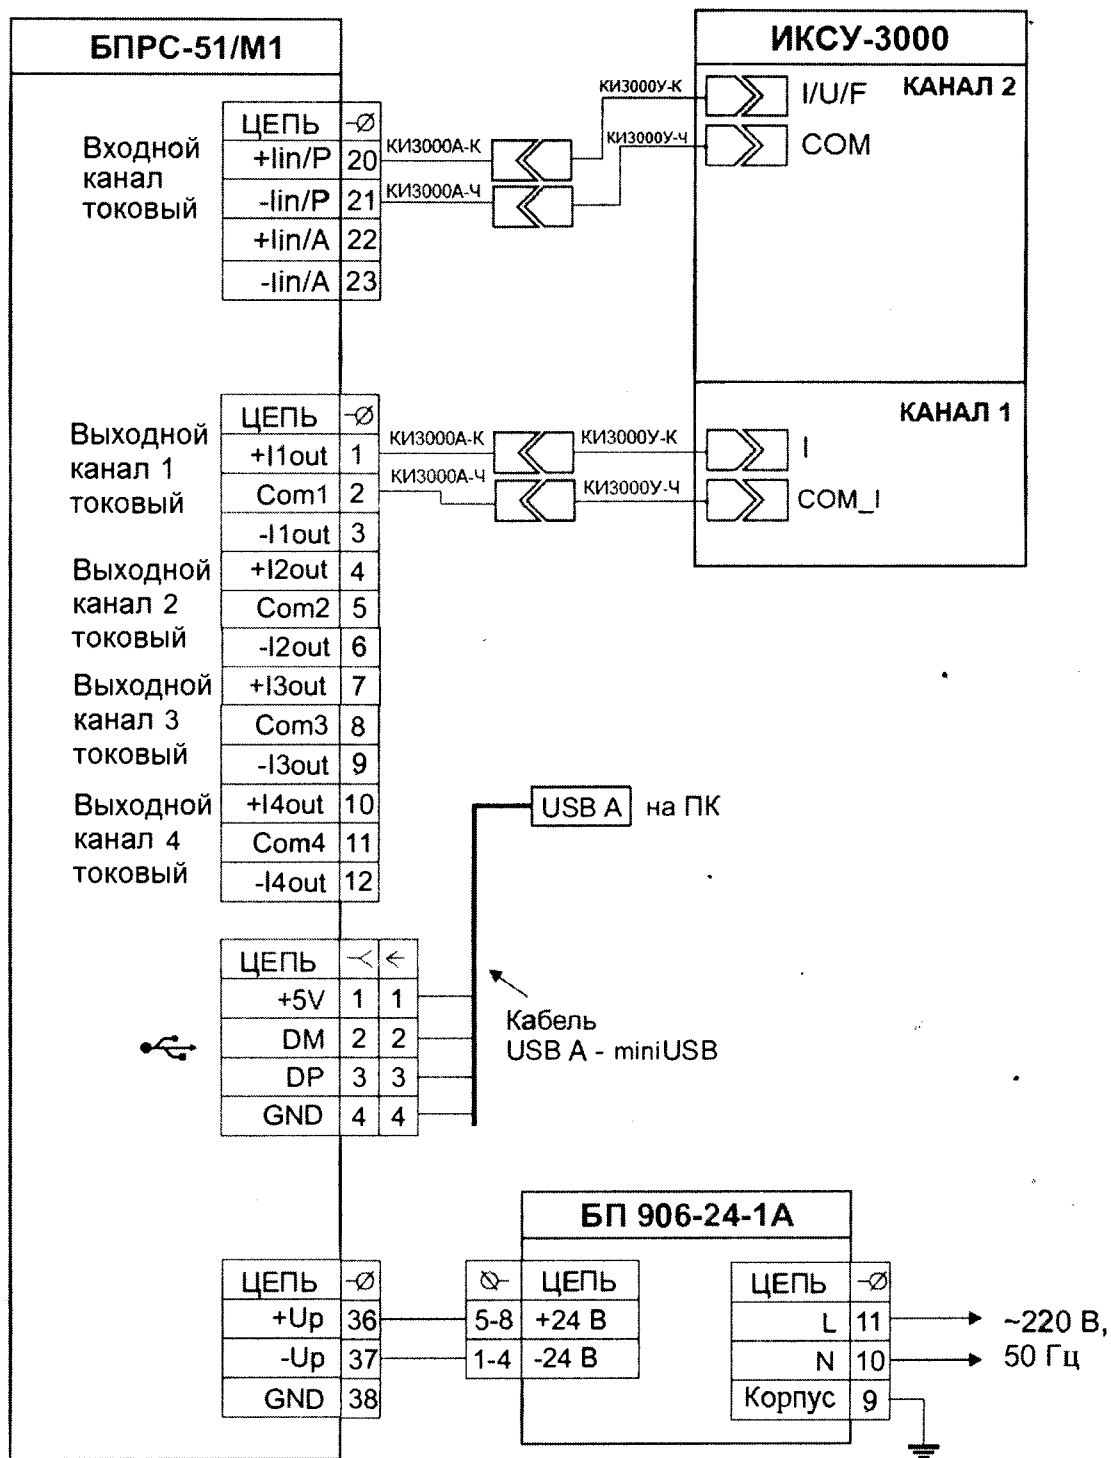 БПРС-51/М1
ИКСУ-3000
КАНАЛ 2
КИ3000У-К
I/U/F
КИ3000У-Ч
COM
Входной
канал
токовый
ЦЕПЬ
+Iin/P 20
КИ3000А-К
-Iin/P 21
КИ3000А-Ч
+Iin/A 22
-Iin/A 23
КАНАЛ 1
Выходной
канал 1
токовый
ЦЕПЬ
+I1out 1
КИ3000А-К
КИ3000У-К
I
Com1 2
КИ3000А-Ч
КИ3000У-Ч
COM_I
-I1out 3
Выходной
канал 2
токовый
+I2out 4
Com2 5
-I2out 6
Выходной
канал 3
токовый
+I3out 7
Com3 8
-I3out 9
Выходной
канал 4
токовый
+I4out 10
Com4 11
-I4out 12
USB A на ПК
ЦЕПЬ
+5V 1 1
DM 2 2
DP 3 3
GND 4 4
Кабель
USB A - miniUSB
БП 906-24-1А
ЦЕПЬ
+Up 36
-Up 37
GND 38
ЦЕПЬ
5-8 +24 В
1-4 -24 В
ЦЕПЬ
L 11
N 10
Корпус 9
~220 В,
50 Гц